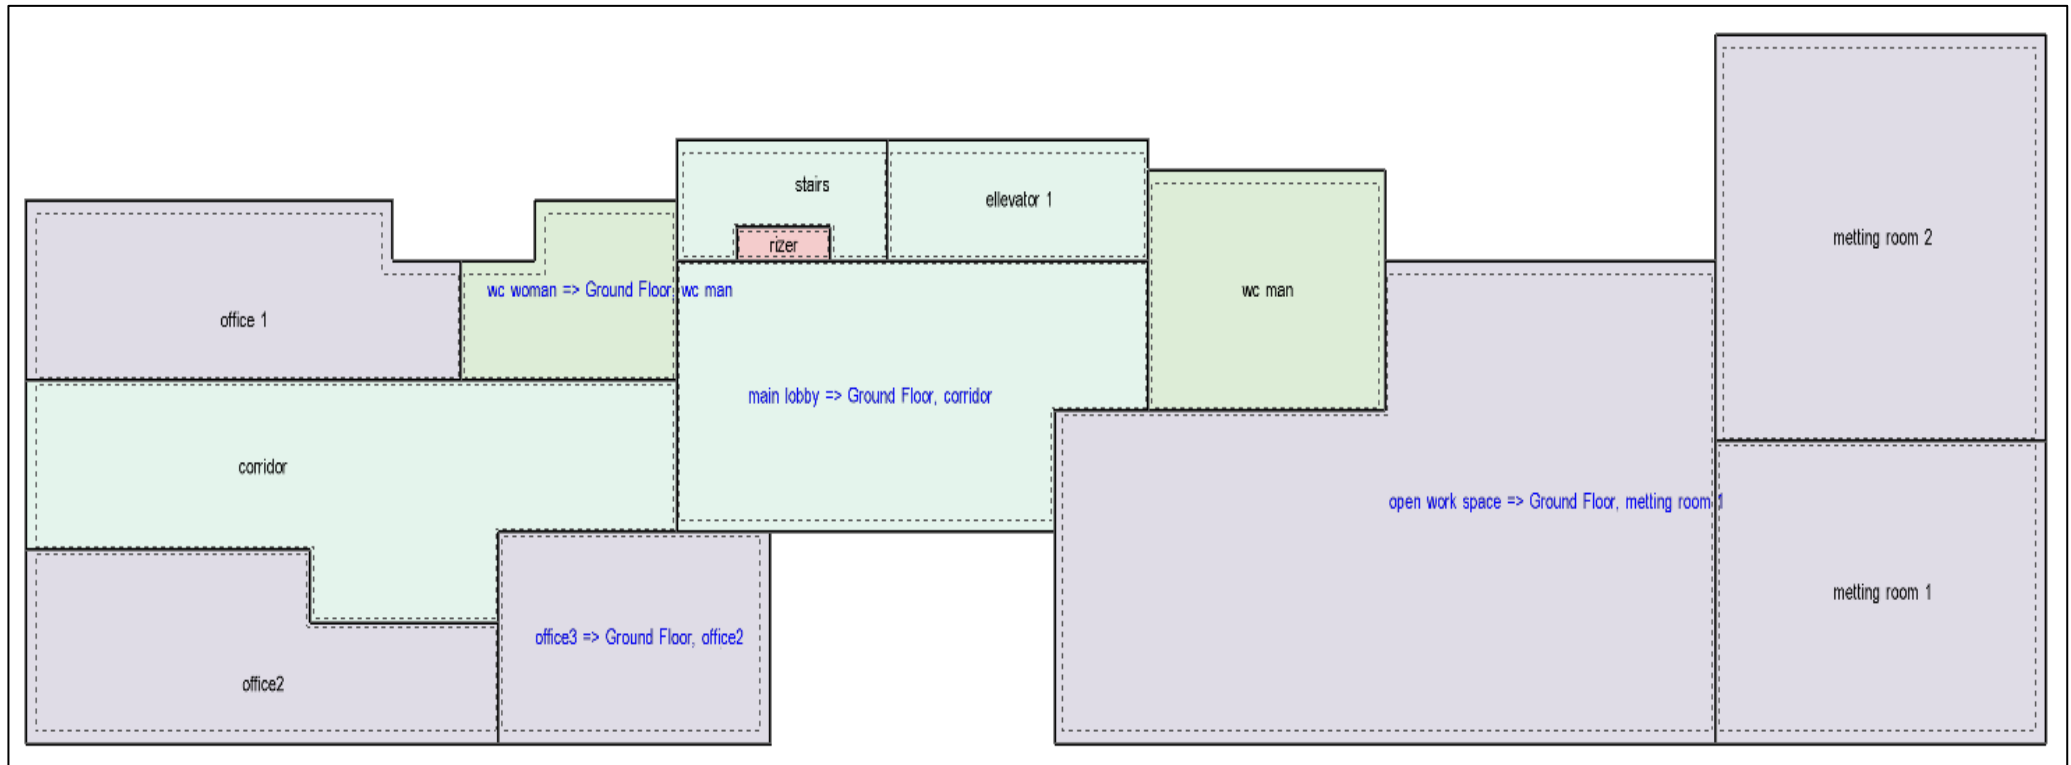 stairs
ellevator 1
rizer
metting room 2
wc woman => Ground Floor, wc man
wc man
office 1
main lobby => Ground Floor, corridor
corridor
open work space => Ground Floor, metting room 1
metting room 1
office3 => Ground Floor, office2
office2